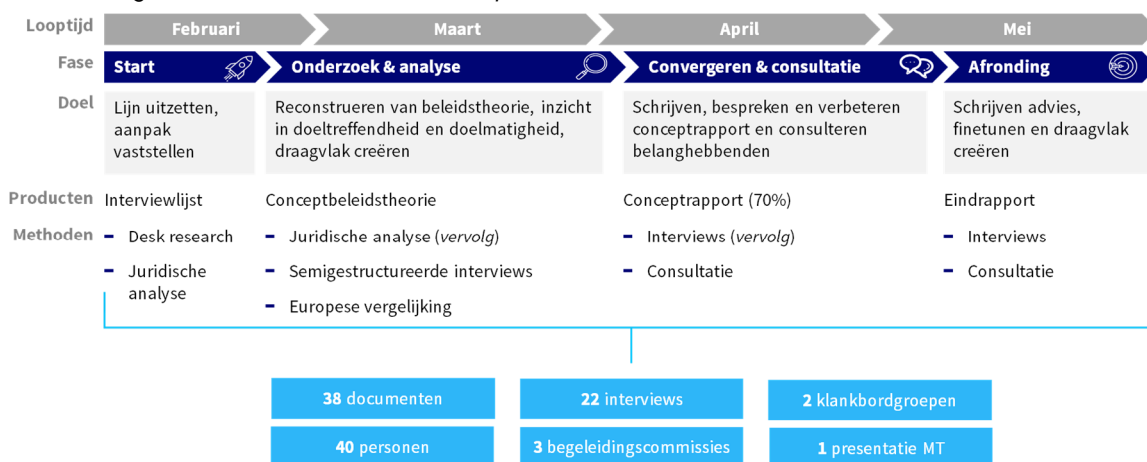 Looptijd Februari Maart April Mei
Fase Start Onderzoek & analyse Convergeren & consultatie Afronding
Doel Lijn uitzetten, Reconstrueren van beleidstheorie, inzicht Schrijven, bespreken en verbeteren Schrijven advies,
aanpak in doeltreffendheid en doelmatigheid, conceptrapport en consulteren finetunen en draagvlak
vaststellen draagvlak creëren belanghebbenden creëren
Producten Interviewlijst Conceptbeleidstheorie Conceptrapport (70%) Eindrapport
Methoden – Desk research – Juridische analyse (vervolg) – Interviews (vervolg) – Interviews
– Juridische – Semigestructureerde interviews – Consultatie – Consultatie
analyse
– Europese vergelijking
38 documenten 22 interviews 2 klankbordgroepen
40 personen 3 begeleidingscommissies 1 presentatie MT